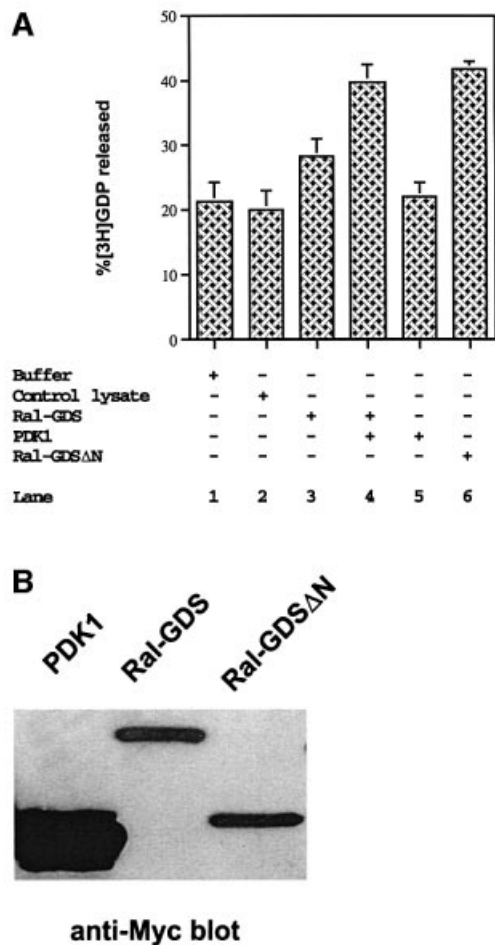 A
%[3H]GDP released
50
40
30
20
10
0
Buffer + - - - - -
Control lysate - + - - - -
Ral-GDS - - + + - -
PDK1 - - - + + -
Ral-GDSΔN - - - - - +
Lane 1 2 3 4 5 6
B
PDK1 Ral-GDS Ral-GDSΔN
anti-Myc blot